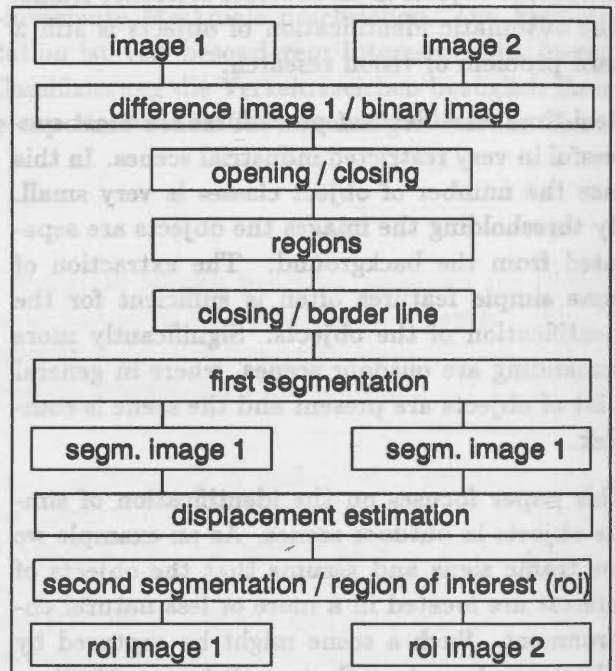 image 1 image 2
difference image 1 / binary image
opening / closing
regions
closing / border line
first segmentation
segm. image 1 segm. image 1
displacement estimation
second segmentation / region of interest (roi)
roi image 1 roi image 2